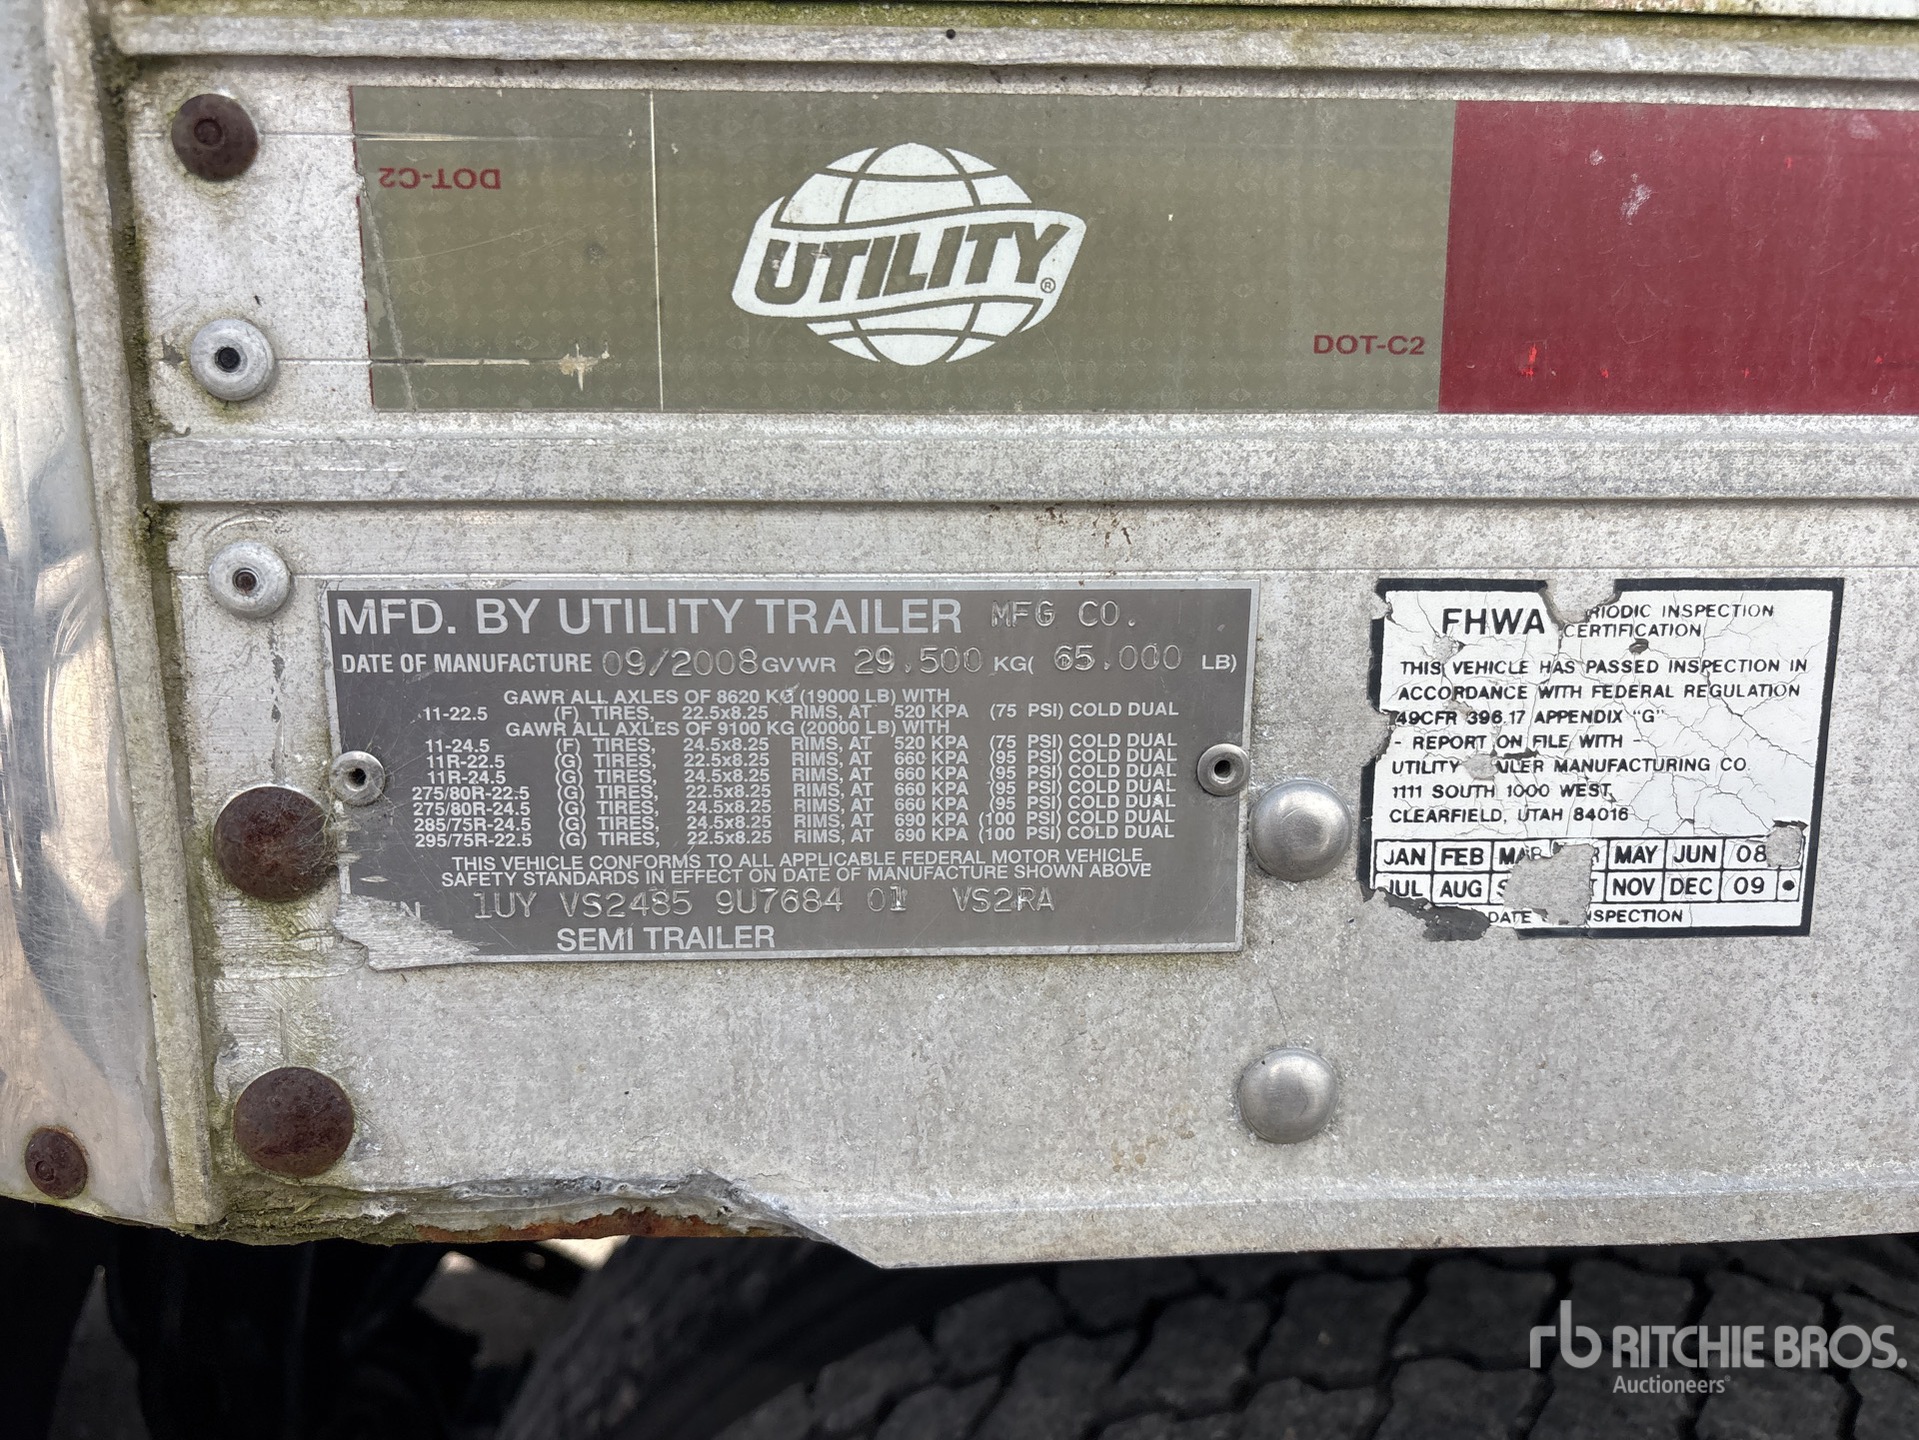 DOT-C2
UTILITY®
DOT-C2
MFD. BY UTILITY TRAILER MFG CO.
DATE OF MANUFACTURE 09/2008 GVWR 29.500 KG( 65.000 LB)
GAWR ALL AXLES OF 8620 KG (19000 LB) WITH
11-22.5 (F) TIRES, 22.5x8.25 RIMS, AT 520 KPA (75 PSI) COLD DUAL
GAWR ALL AXLES OF 9100 KG (20000 LB) WITH
11-24.5 (F) TIRES, 24.5x8.25 RIMS, AT 520 KPA (75 PSI) COLD DUAL
11R-22.5 (G) TIRES, 22.5x8.25 RIMS, AT 660 KPA (95 PSI) COLD DUAL
11R-24.5 (G) TIRES, 24.5x8.25 RIMS, AT 660 KPA (95 PSI) COLD DUAL
275/80R-22.5 (G) TIRES, 22.5x8.25 RIMS, AT 660 KPA (95 PSI) COLD DUAL
275/80R-24.5 (G) TIRES, 24.5x8.25 RIMS, AT 660 KPA (95 PSI) COLD DUAL
285/75R-24.5 (G) TIRES, 24.5x8.25 RIMS, AT 690 KPA (100 PSI) COLD DUAL
295/75R-22.5 (G) TIRES, 22.5x8.25 RIMS, AT 690 KPA (100 PSI) COLD DUAL
THIS VEHICLE CONFORMS TO ALL APPLICABLE FEDERAL MOTOR VEHICLE
SAFETY STANDARDS IN EFFECT ON DATE OF MANUFACTURE SHOWN ABOVE
1UY VS2485 9U7684 01 VS2RA
SEMI TRAILER
FHWA RIODIC INSPECTION
CERTIFICATION
THIS VEHICLE HAS PASSED INSPECTION IN
ACCORDANCE WITH FEDERAL REGULATION
49CFR 396.17 APPENDIX "G"
- REPORT ON FILE WITH -
UTILITY AILER MANUFACTURING CO.
1111 SOUTH 1000 WEST,
CLEARFIELD, UTAH 84016
JAN FEB MAR MAY JUN 08
JUL AUG NOV DEC 09
DATE NSPECTION
rb RITCHIE BROS.
Auctioneers